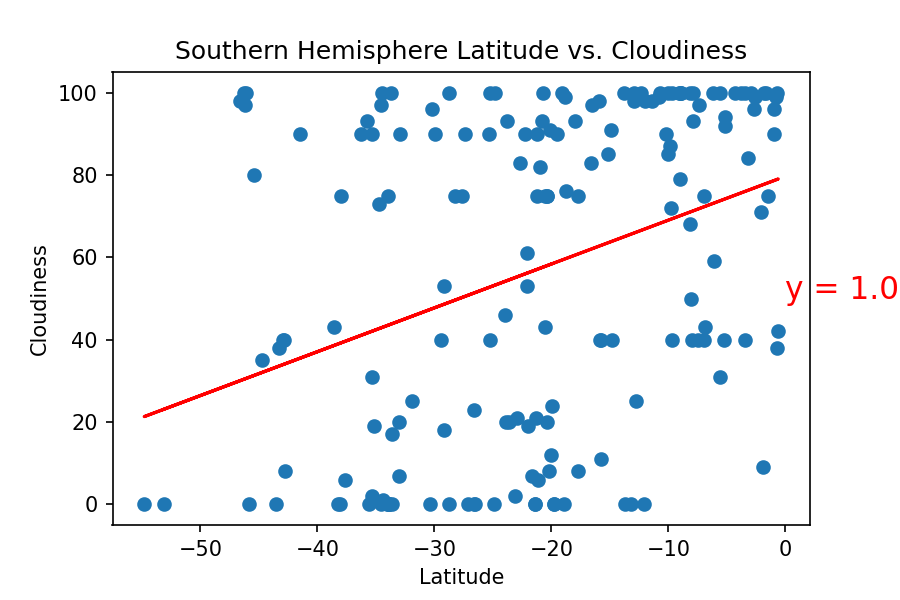 Southern Hemisphere Latitude vs. Cloudiness
100
80
60
40
20
0
Cloudiness
y = 1.0
−50 −40 −30 −20 −10 0
Latitude